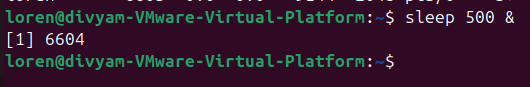 loren@divyam-VMware-Virtual-Platform:~$ sleep 500 &
[1] 6604
loren@divyam-VMware-Virtual-Platform:~$